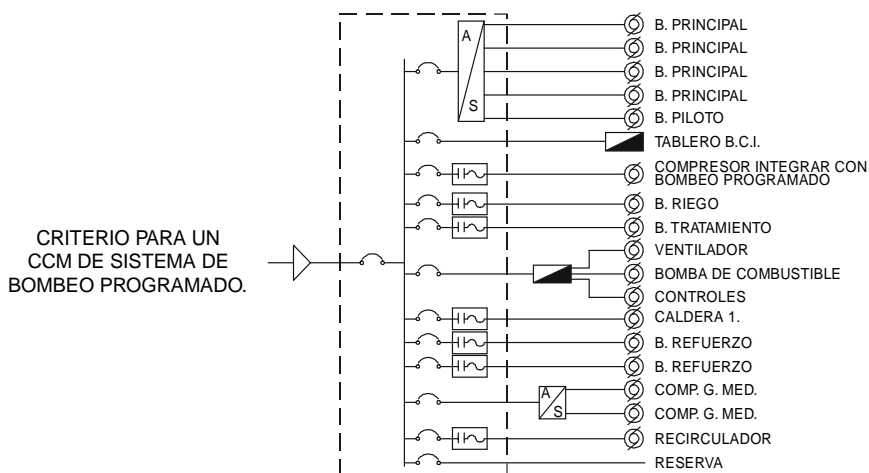 A
S
B. PRINCIPAL
B. PRINCIPAL
B. PRINCIPAL
B. PRINCIPAL
B. PILOTO
TABLERO B.C.I.
COMPRESOR INTEGRAR CON
BOMBEO PROGRAMADO
B. RIEGO
B. TRATAMIENTO
CRITERIO PARA UN
CCM DE SISTEMA DE
BOMBEO PROGRAMADO.
VENTILADOR
BOMBA DE COMBUSTIBLE
CONTROLES
CALDERA 1.
B. REFUERZO
B. REFUERZO
A
S
COMP. G. MED.
COMP. G. MED.
RECIRCULADOR
RESERVA